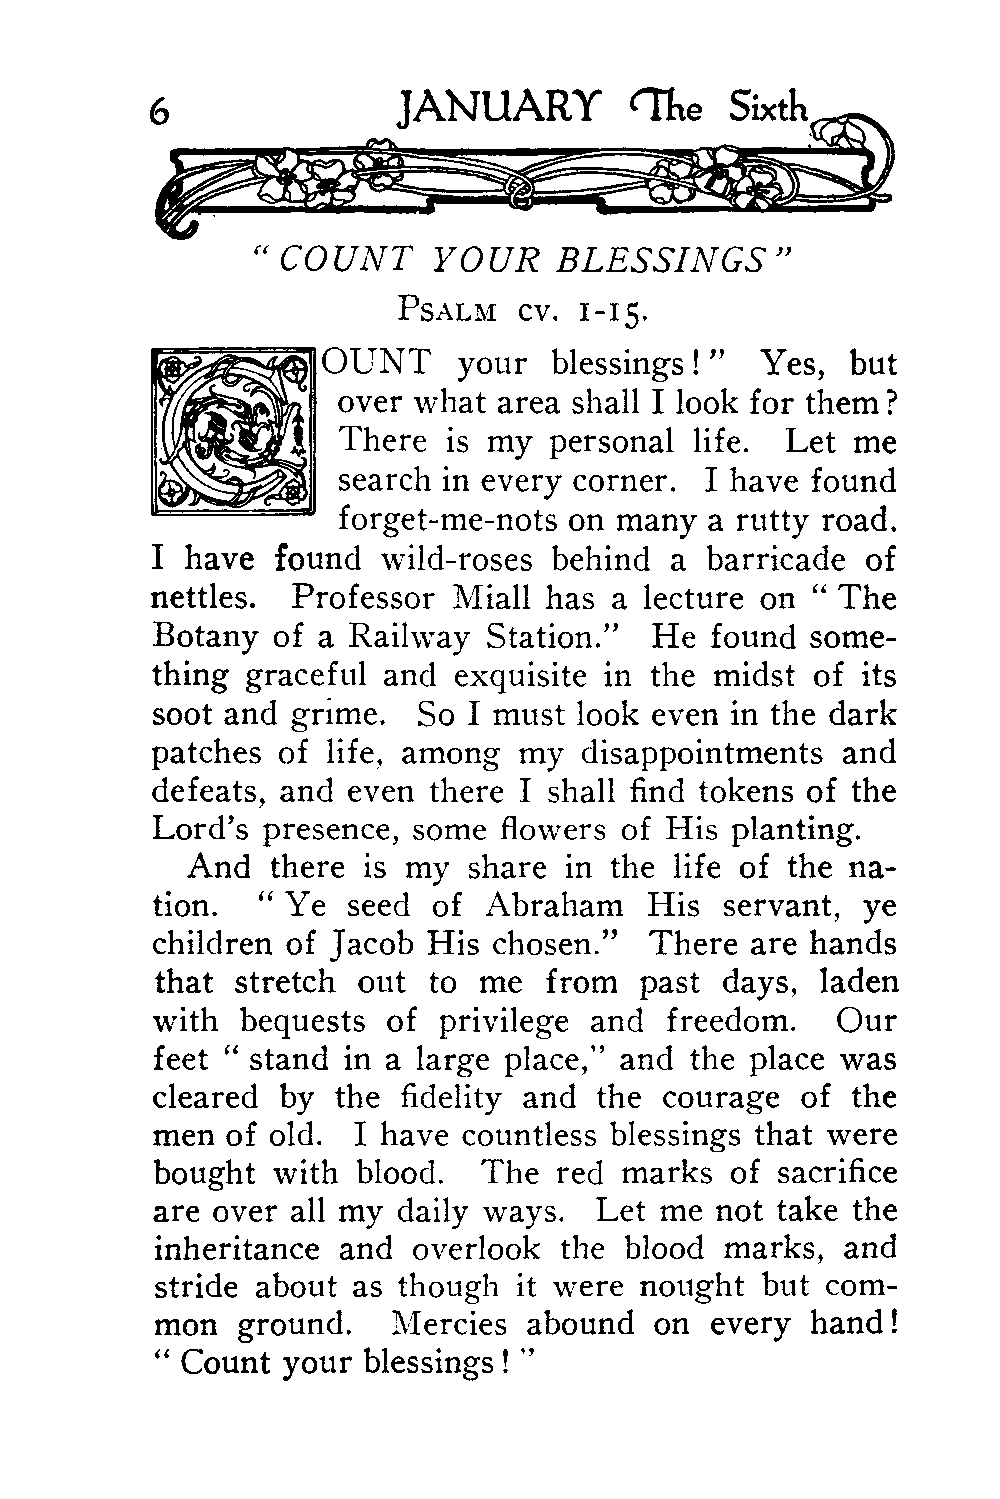 6 JANUARY The Sixth
" COUNT YOUR BLESSINGS "
PSALM CV. 1-15.
COUNT your blessings! " Yes, but
over what area shall I look for them?
There is my personal life. Let me
search in every corner. I have found
forget-me-nots on many a rutty road.
I have found wild-roses behind a barricade of
nettles. Professor Miall has a lecture on " The
Botany of a Railway Station." He found some-
thing graceful and exquisite in the midst of its
soot and grime. So I must look even in the dark
patches of life, among my disappointments and
defeats, and even there I shall find tokens of the
Lord's presence, some flowers of His planting.
And there is my share in the life of the na-
tion. " Ye seed of Abraham His servant, ye
children of Jacob His chosen." There are hands
that stretch out to me from past days, laden
with bequests of privilege and freedom. Our
feet " stand in a large place," and the place was
cleared by the fidelity and the courage of the
men of old. I have countless blessings that were
bought with blood. The red marks of sacrifice
are over all my daily ways. Let me not take the
inheritance and overlook the blood marks, and
stride about as though it were nought but com-
mon ground. Mercies abound on every hand!
" Count your blessings! "